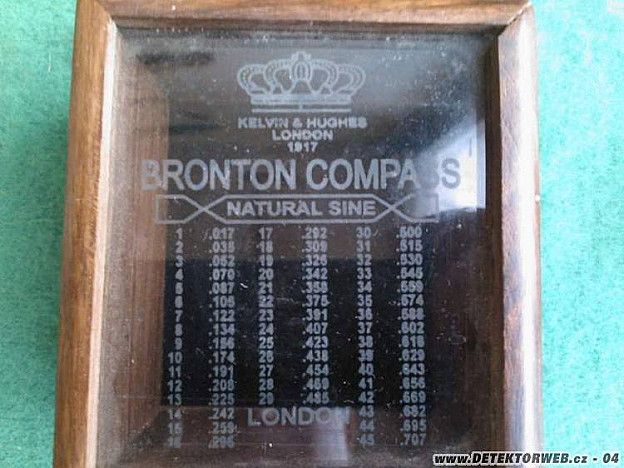 KELVIN & HUGHES
LONDON
1917
BRONTON COMPASS
NATURAL SINE
1 .017 17 .292 30 .500
2 .035 18 .309 31 .515
3 .052 19 .326 32 .530
4 .070 20 .342 33 .545
5 .087 21 .358 34 .559
6 .105 22 .375 35 .574
7 .122 23 .391 36 .588
8 .134 24 .407 37 .602
9 .156 25 .423 38 .616
10 .174 26 .438 39 .629
11 .191 27 .454 40 .643
12 .208 28 .469 41 .656
13 .225 29 .485 42 .669
14 .242 LONDON 43 .682
15 .259 44 .695
16 .296 45 .707
www.DETEKTORWEB.cz - 04